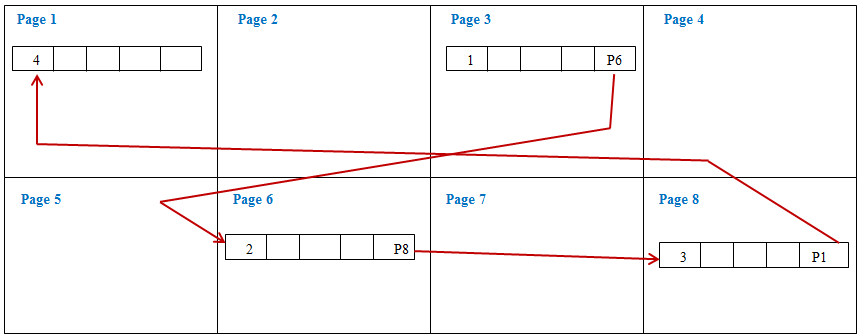 Page 1
Page 2
Page 3
Page 4
4
1 P6
Page 5
Page 6
Page 7
Page 8
2 P8
3 P1